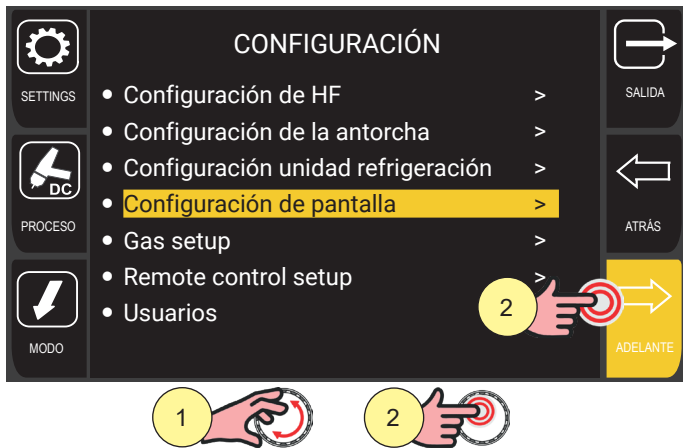 CONFIGURACIÓN
SETTINGS
PROCESO
DC
MODO
• Configuración de HF >
• Configuración de la antorcha >
• Configuración unidad refrigeración >
• Configuración de pantalla >
• Gas setup >
• Remote control setup >
• Usuarios
SALIDA
ATRÁS
ADELANTE
2
1
2